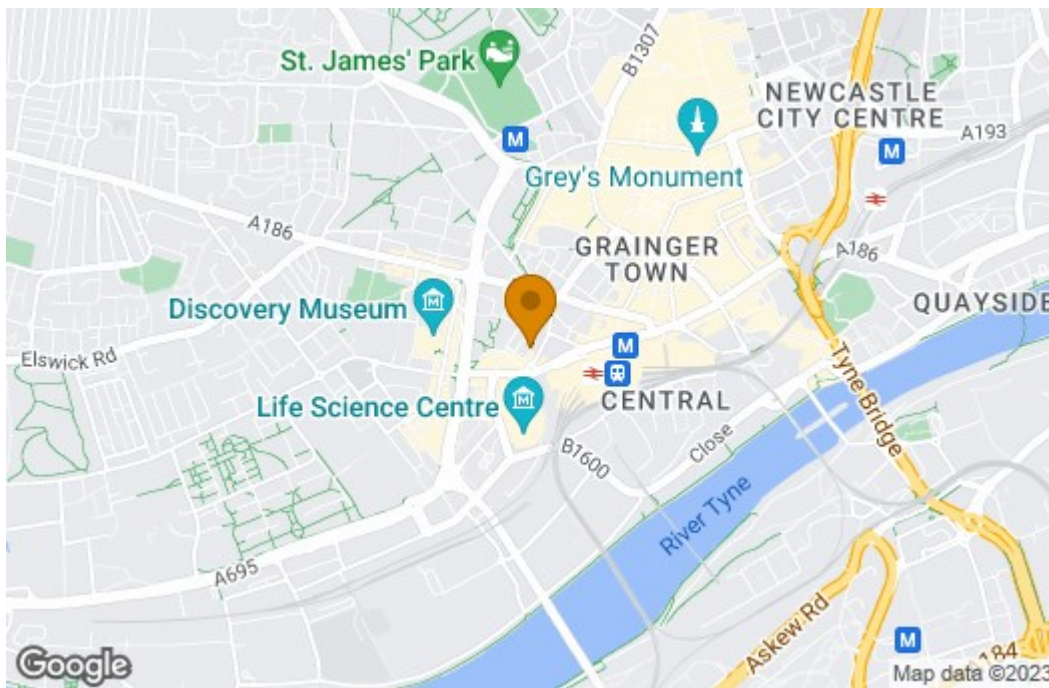 St. James' Park
B1307
NEWCASTLE
CITY CENTRE
A193
M
M
Grey's Monument
A186
GRAINGER
TOWN
A186
Discovery Museum
M
QUAYSIDE
Elswick Rd
M
Tyne Bridge
Life Science Centre
M
CENTRAL
Close
B1600
River Tyne
A695
Askew Rd
M
A184
Google
Map data ©2023